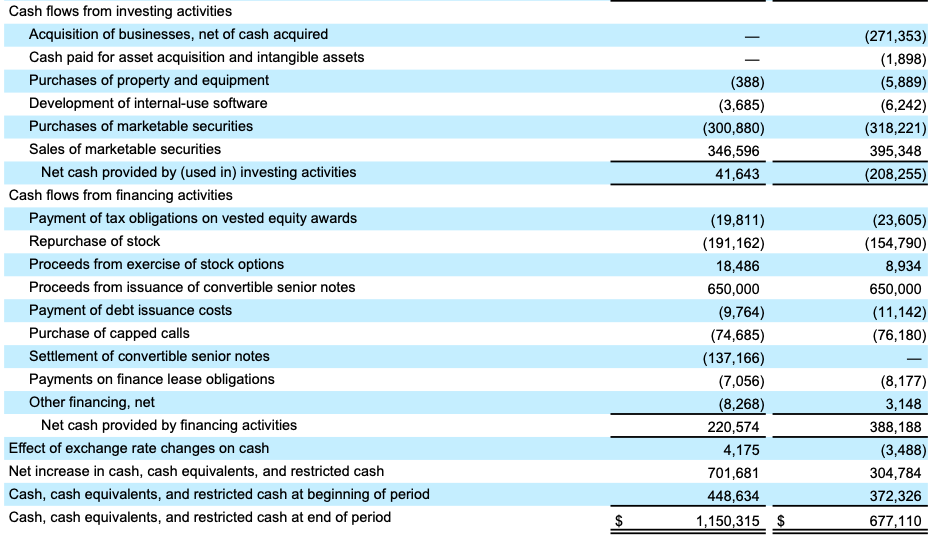 Cash flows from investing activities
Acquisition of businesses, net of cash acquired — (271,353)
Cash paid for asset acquisition and intangible assets — (1,898)
Purchases of property and equipment (388) (5,889)
Development of internal-use software (3,685) (6,242)
Purchases of marketable securities (300,880) (318,221)
Sales of marketable securities 346,596 395,348
Net cash provided by (used in) investing activities 41,643 (208,255)
Cash flows from financing activities
Payment of tax obligations on vested equity awards (19,811) (23,605)
Repurchase of stock (191,162) (154,790)
Proceeds from exercise of stock options 18,486 8,934
Proceeds from issuance of convertible senior notes 650,000 650,000
Payment of debt issuance costs (9,764) (11,142)
Purchase of capped calls (74,685) (76,180)
Settlement of convertible senior notes (137,166) —
Payments on finance lease obligations (7,056) (8,177)
Other financing, net (8,268) 3,148
Net cash provided by financing activities 220,574 388,188
Effect of exchange rate changes on cash 4,175 (3,488)
Net increase in cash, cash equivalents, and restricted cash 701,681 304,784
Cash, cash equivalents, and restricted cash at beginning of period 448,634 372,326
Cash, cash equivalents, and restricted cash at end of period $ 1,150,315 $ 677,110